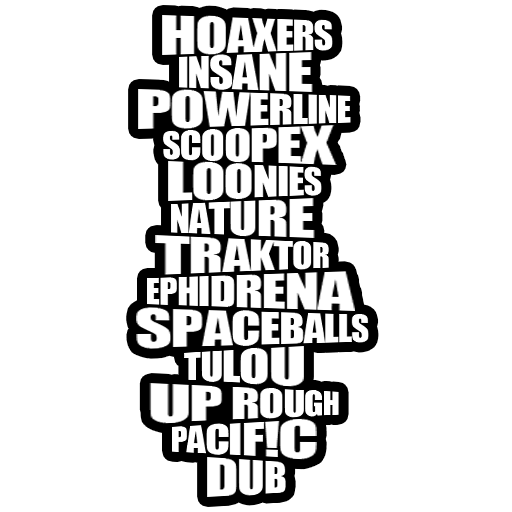 HOAXERS
INSANE
POWERLINE
SCOOPEX
LOONIES
NATURE
TRAKTOR
EPHIDRENA
SPACEBALLS
TULOU
UP ROUGH
PACIF!C
DUB